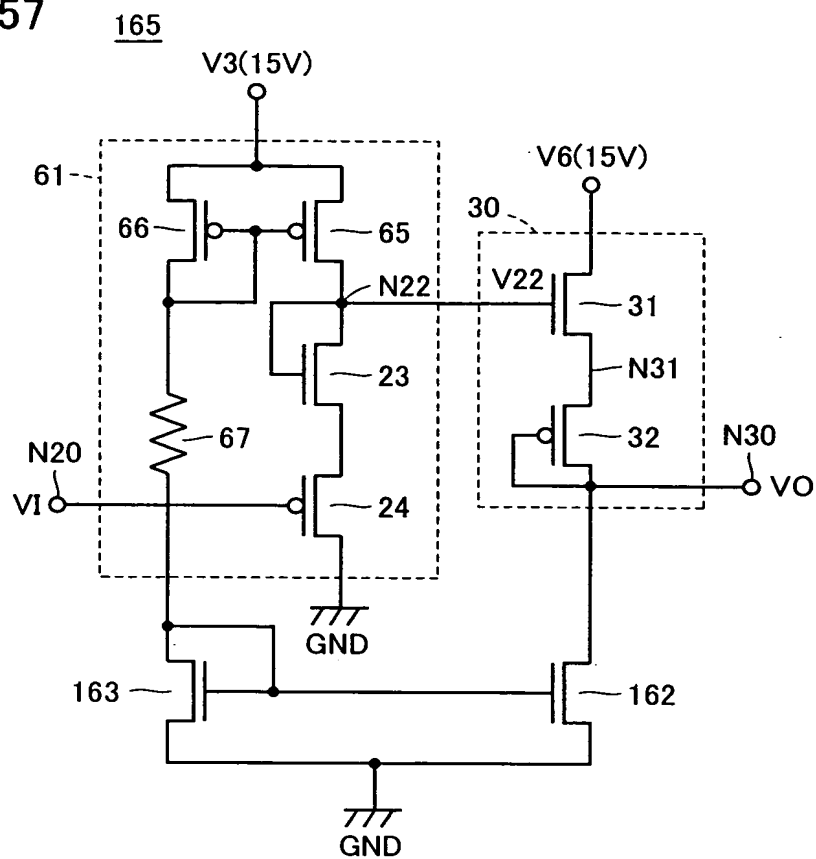 57
165
V3(15V)
61
V6(15V)
30
66
65
N22
V22
31
23
N31
67
32
N20
N30
VI
24
VO
GND
163
162
GND